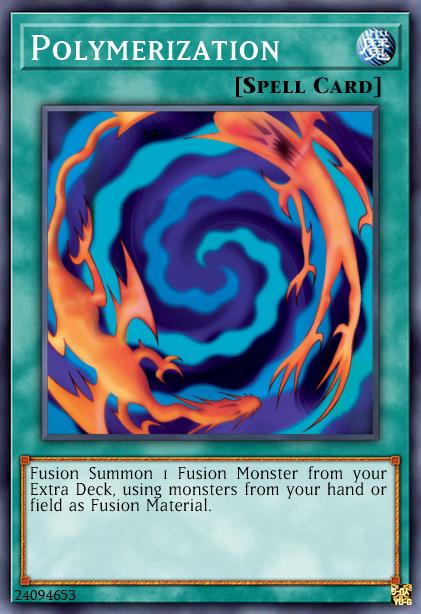 Polymerization
魔
[Spell Card]
Fusion Summon 1 Fusion Monster from your
Extra Deck, using monsters from your hand or
field as Fusion Material.
24094653